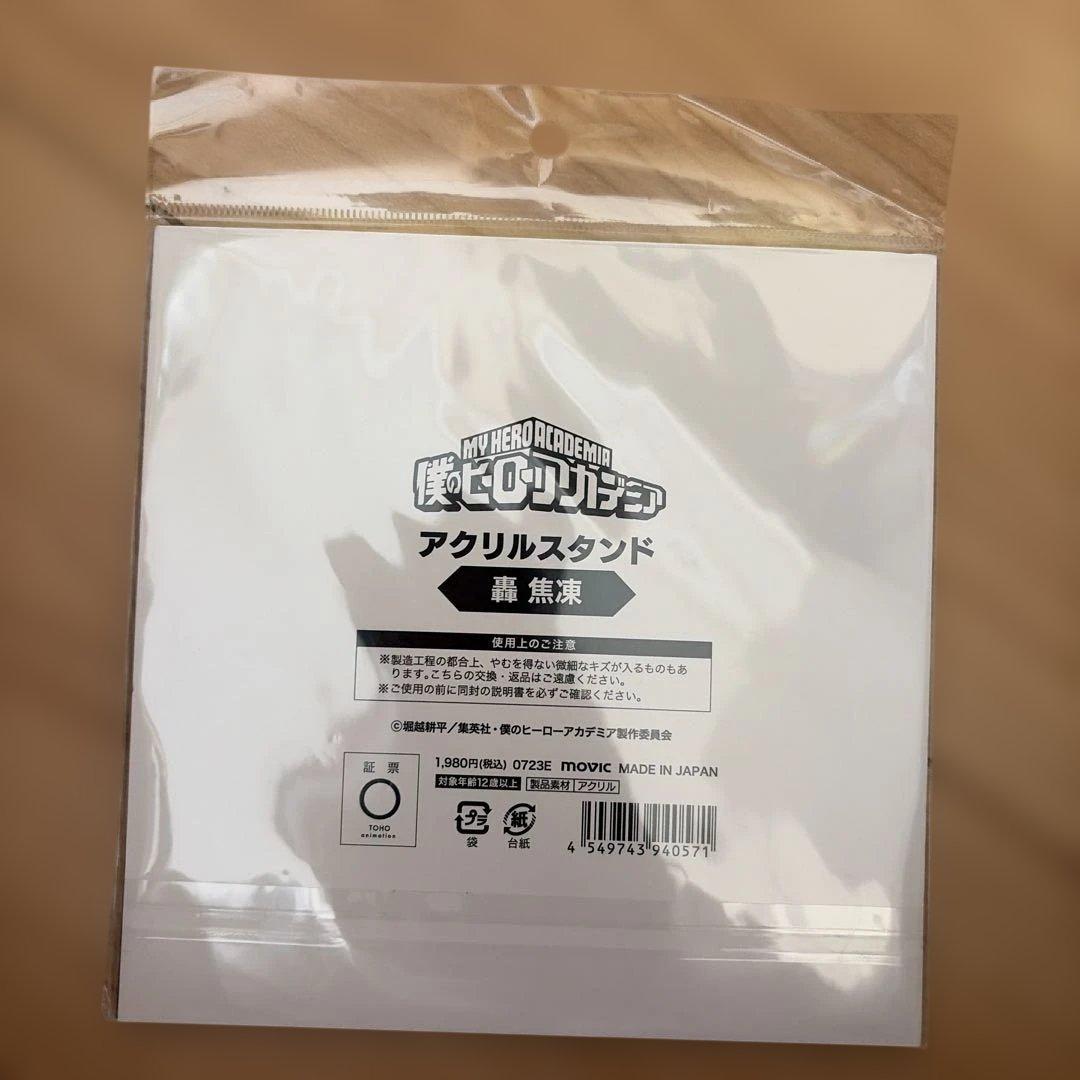 MY HERO ACADEMIA
僕のヒーローアカデミア
アクリルスタンド
轟 焦凍
使用上のご注意
※製造工程の都合上、やむを得ない微細なキズが入るものもあ
ります。こちらの交換・返品はご遠慮ください。
※ご使用の前に同封の説明書を必ずご確認ください。
©堀越耕平／集英社・僕のヒーローアカデミア製作委員会
証 票
TOHO
animation
1,980円(税込) 0723E movic MADE IN JAPAN
対象年齢12歳以上 製品素材 アクリル
プラ 紙
袋 台紙
4 549743 940571